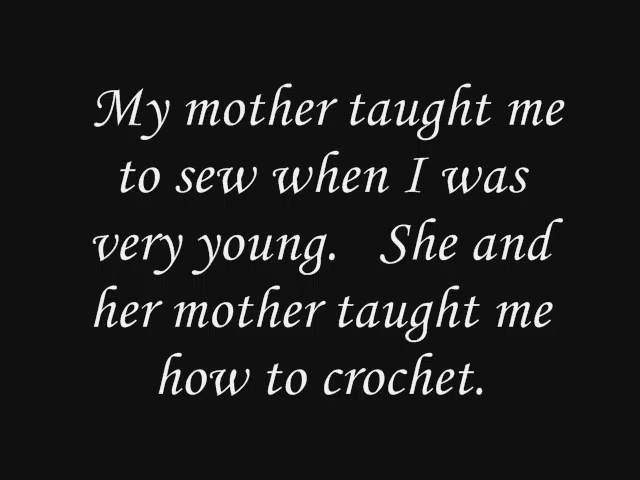 My mother taught me
to sew when I was
very young.   She and
her mother taught me
how to crochet.